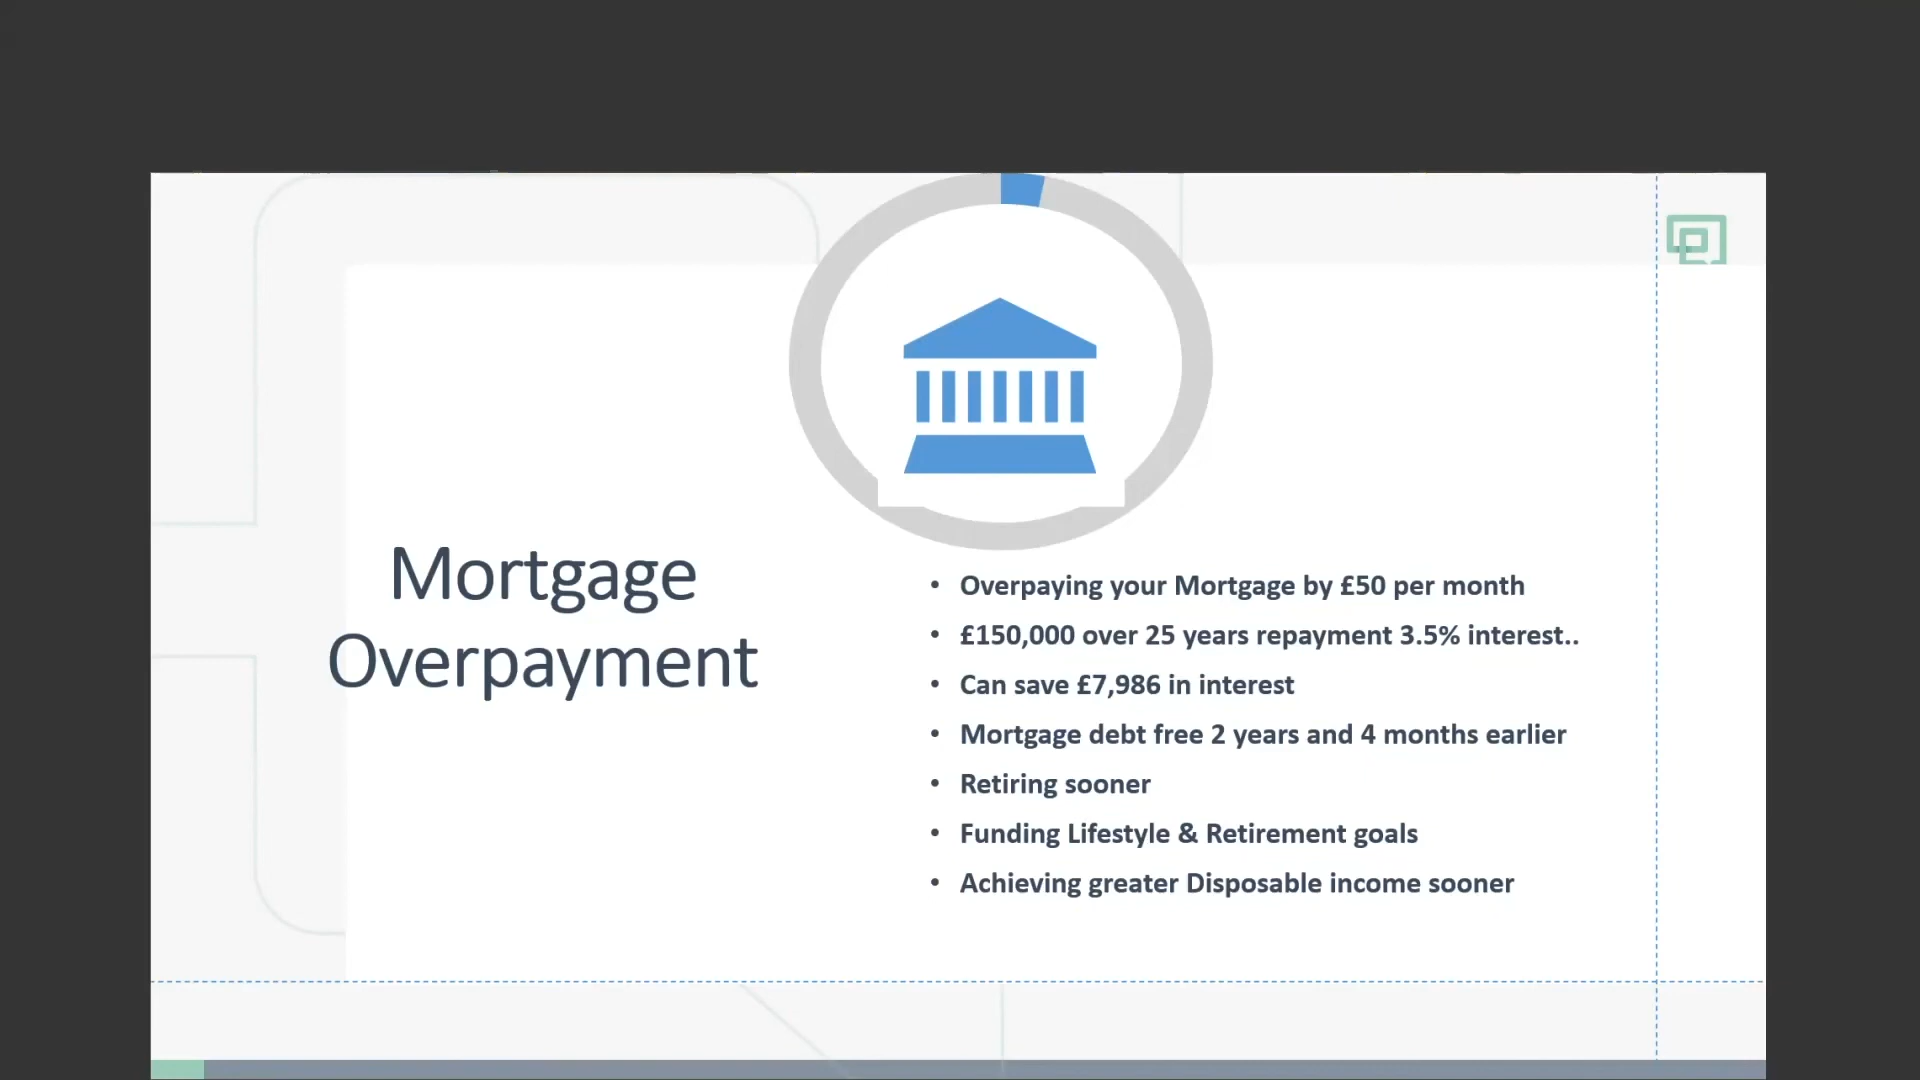 Mortgage
Overpayment
• Overpaying your Mortgage by £50 per month
• £150,000 over 25 years repayment 3.5% interest..
• Can save £7,986 in interest
• Mortgage debt free 2 years and 4 months earlier
• Retiring sooner
• Funding Lifestyle & Retirement goals
• Achieving greater Disposable income sooner